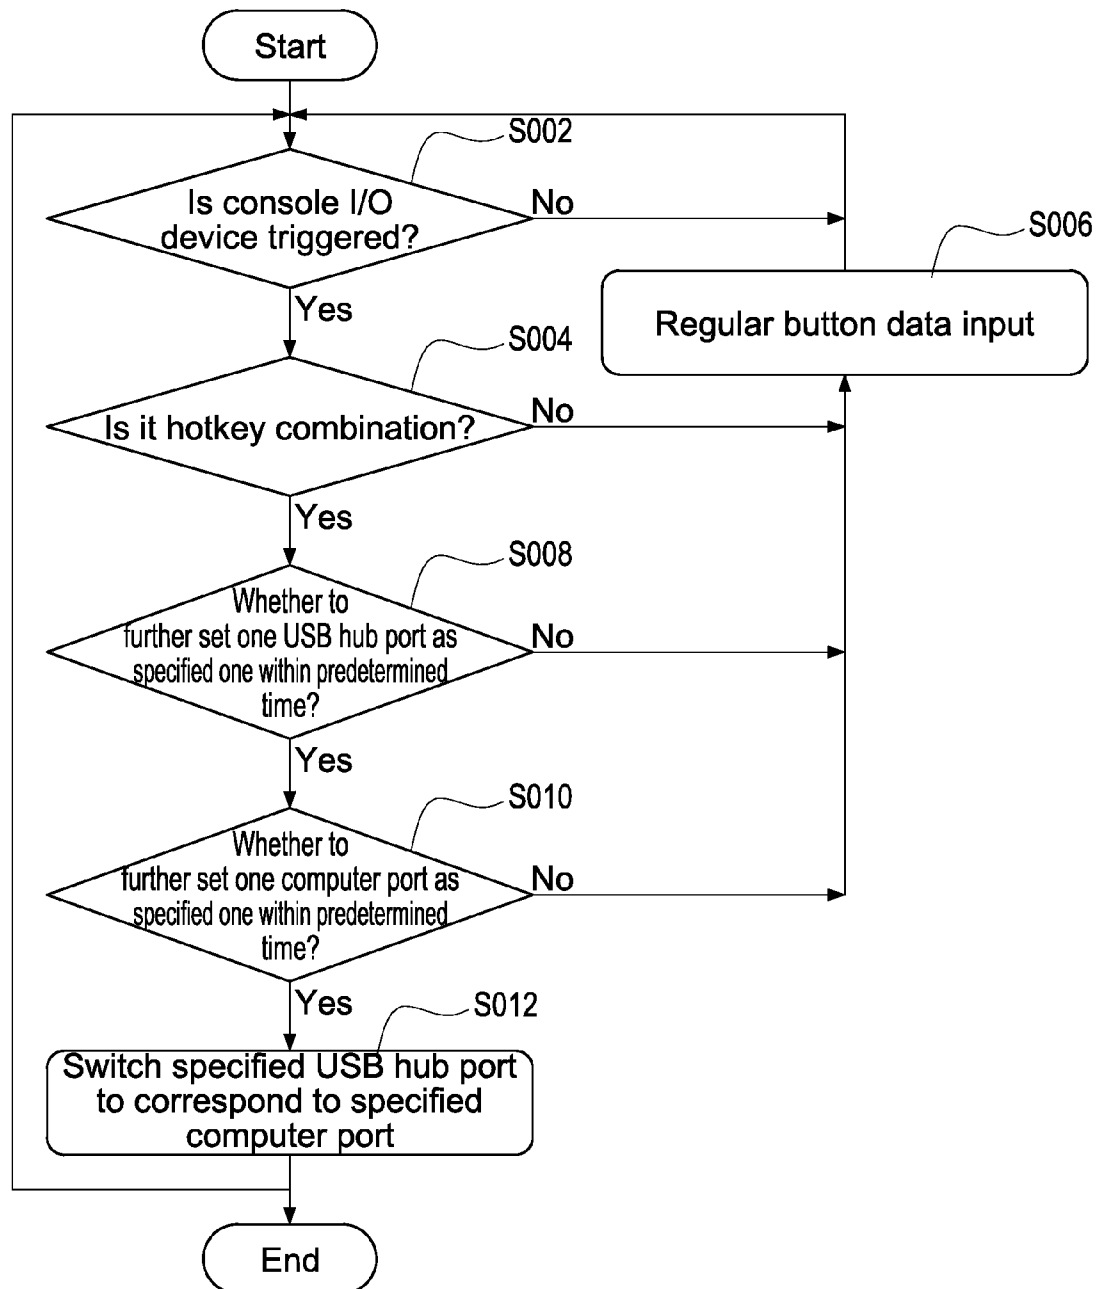 Start
S002
Is console I/O
device triggered?
No
S006
Regular button data input
Yes
S004
Is it hotkey combination?
No
Yes
S008
Whether to
further set one USB hub port as
specified one within predetermined
time?
No
Yes
S010
Whether to
further set one computer port as
specified one within predetermined
time?
No
Yes
S012
Switch specified USB hub port
to correspond to specified
computer port
End